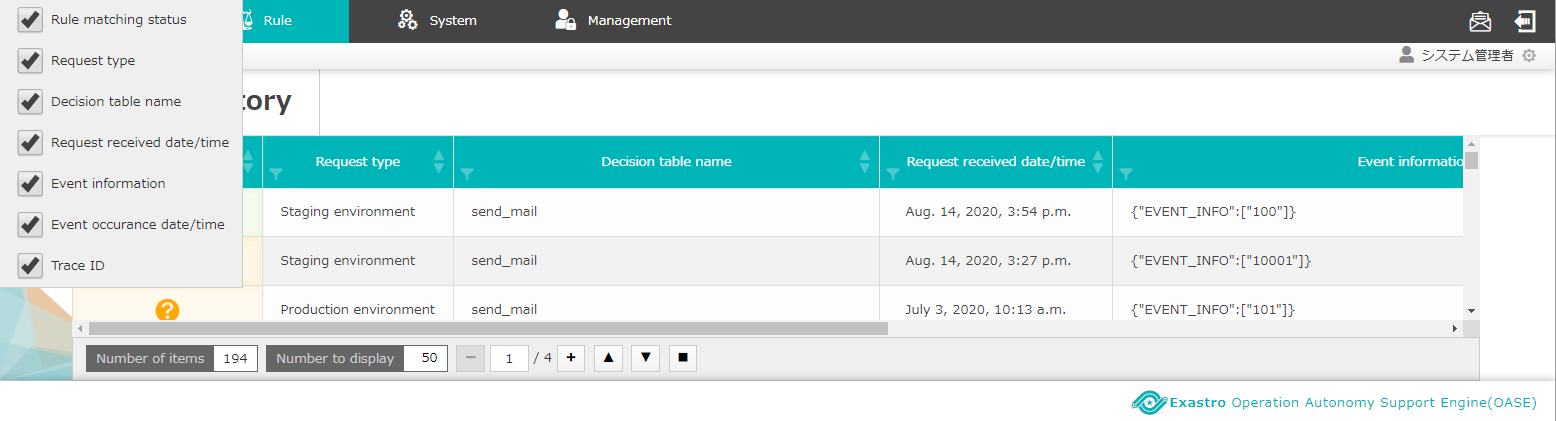 Rule matching status
Request type
Decision table name
Request received date/time
Event information
Event occurance date/time
Trace ID
Rule System Management
システム管理者
tory
Request type Decision table name Request received date/time Event informatio
Staging environment send_mail Aug. 14, 2020, 3:54 p.m. {"EVENT_INFO":["100"]}
Staging environment send_mail Aug. 14, 2020, 3:27 p.m. {"EVENT_INFO":["10001"]}
Production environment send_mail July 3, 2020, 10:13 a.m. {"EVENT_INFO":["101"]}
Number of items 194 Number to display 50 − 1 / 4 + ▲ ▼ ■
Exastro Operation Autonomy Support Engine(OASE)